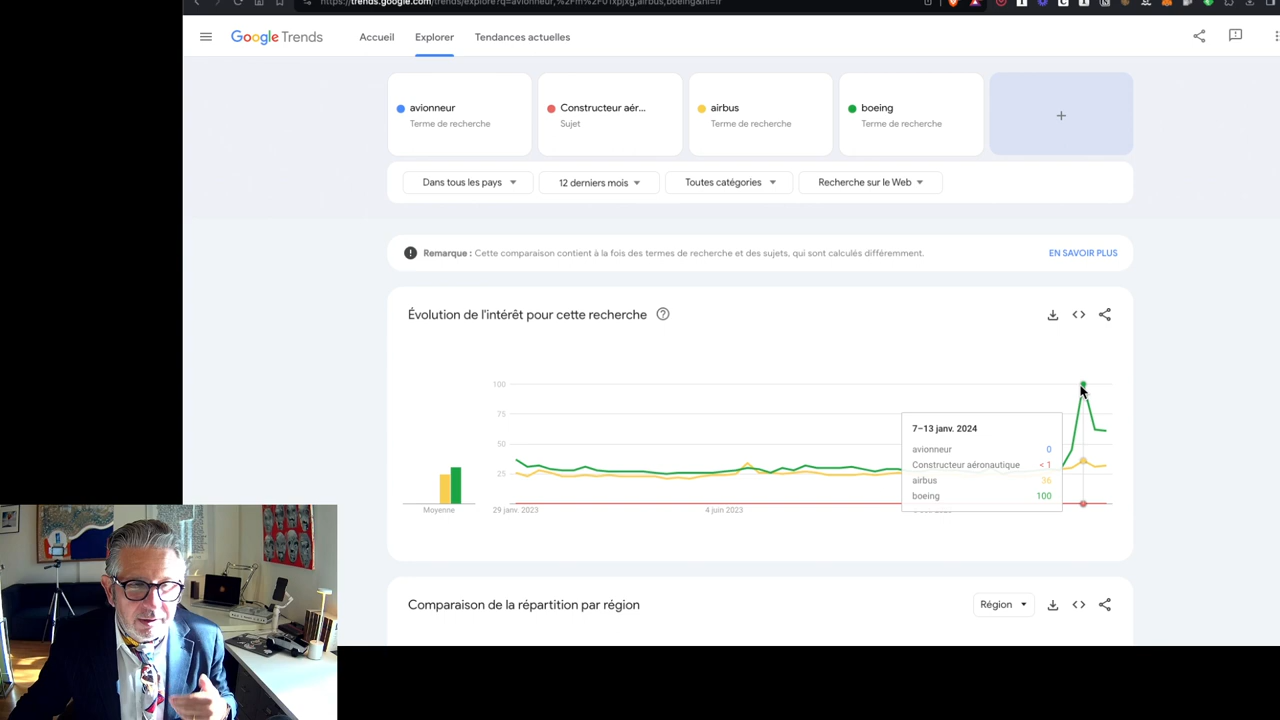 Google Trends
Accueil
Explorer
Tendances actuelles
avionneur
Terme de recherche
Constructeur aér...
Sujet
airbus
Terme de recherche
boeing
Terme de recherche
+
Dans tous les pays
12 derniers mois
Toutes catégories
Recherche sur le Web
Remarque : Cette comparaison contient à la fois des termes de recherche et des sujets, qui sont calculés différemment.
EN SAVOIR PLUS
Évolution de l'intérêt pour cette recherche
100
75
50
25
7–13 janv. 2024
avionneur 0
Constructeur aéronautique < 1
airbus 36
boeing 100
Moyenne
29 janv. 2023
4 juin 2023
Comparaison de la répartition par région
Région